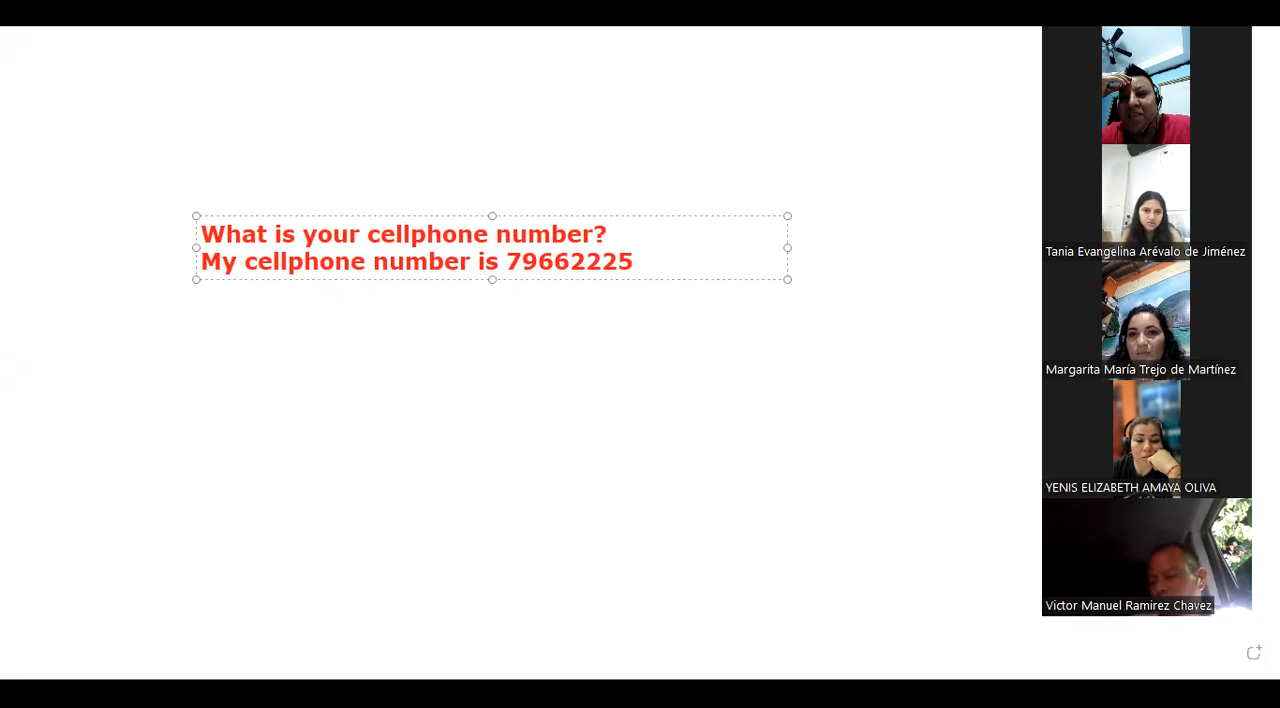 What is your cellphone number?
My cellphone number is 79662225
Tania Evangelina Arévalo de Jiménez
Margarita María Trejo de Martínez
YENIS ELIZABETH AMAYA OLIVA
Victor Manuel Ramirez Chavez